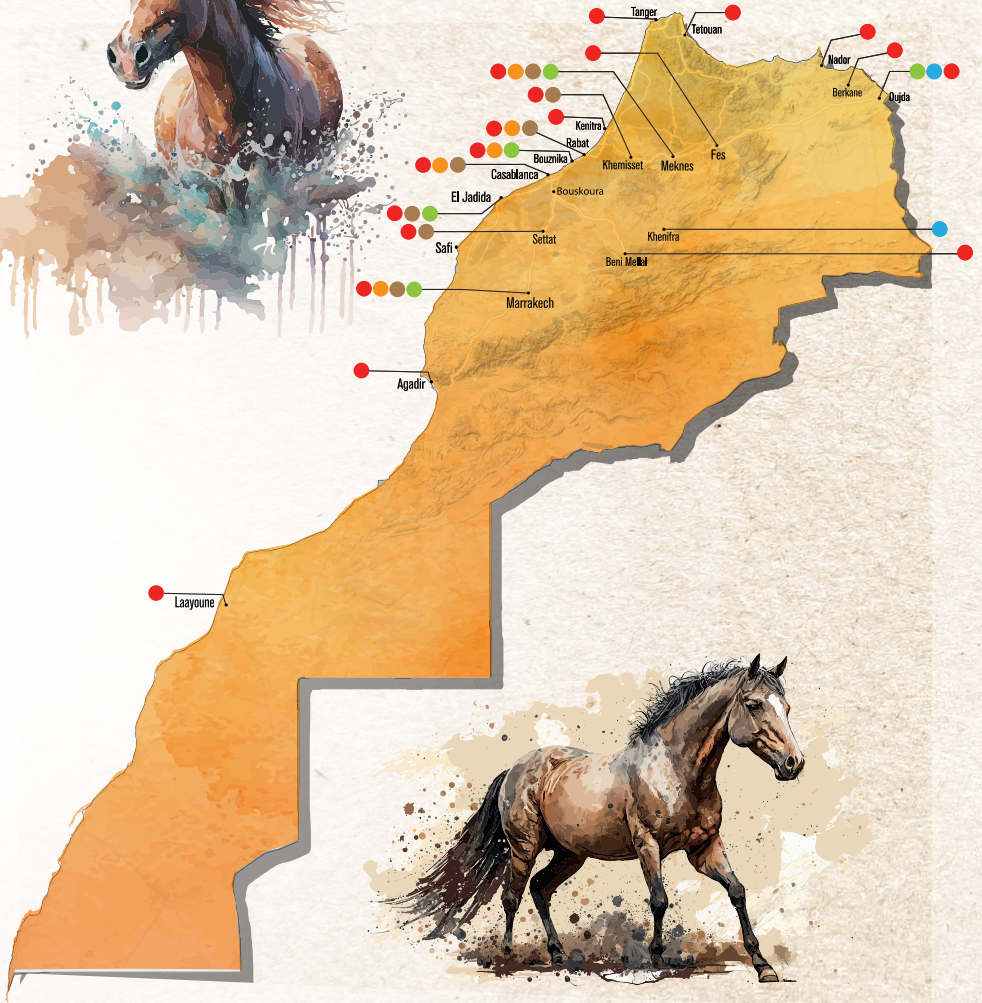 Tanger
Tetouan
Nador
Berkane
Oujda
Kenitra
Rabat
Bouznika
Khemisset
Meknes
Fes
Casablanca
Bouskoura
El Jadida
Settat
Khenifra
Safi
Beni Mellal
Marrakech
Agadir
Laayoune